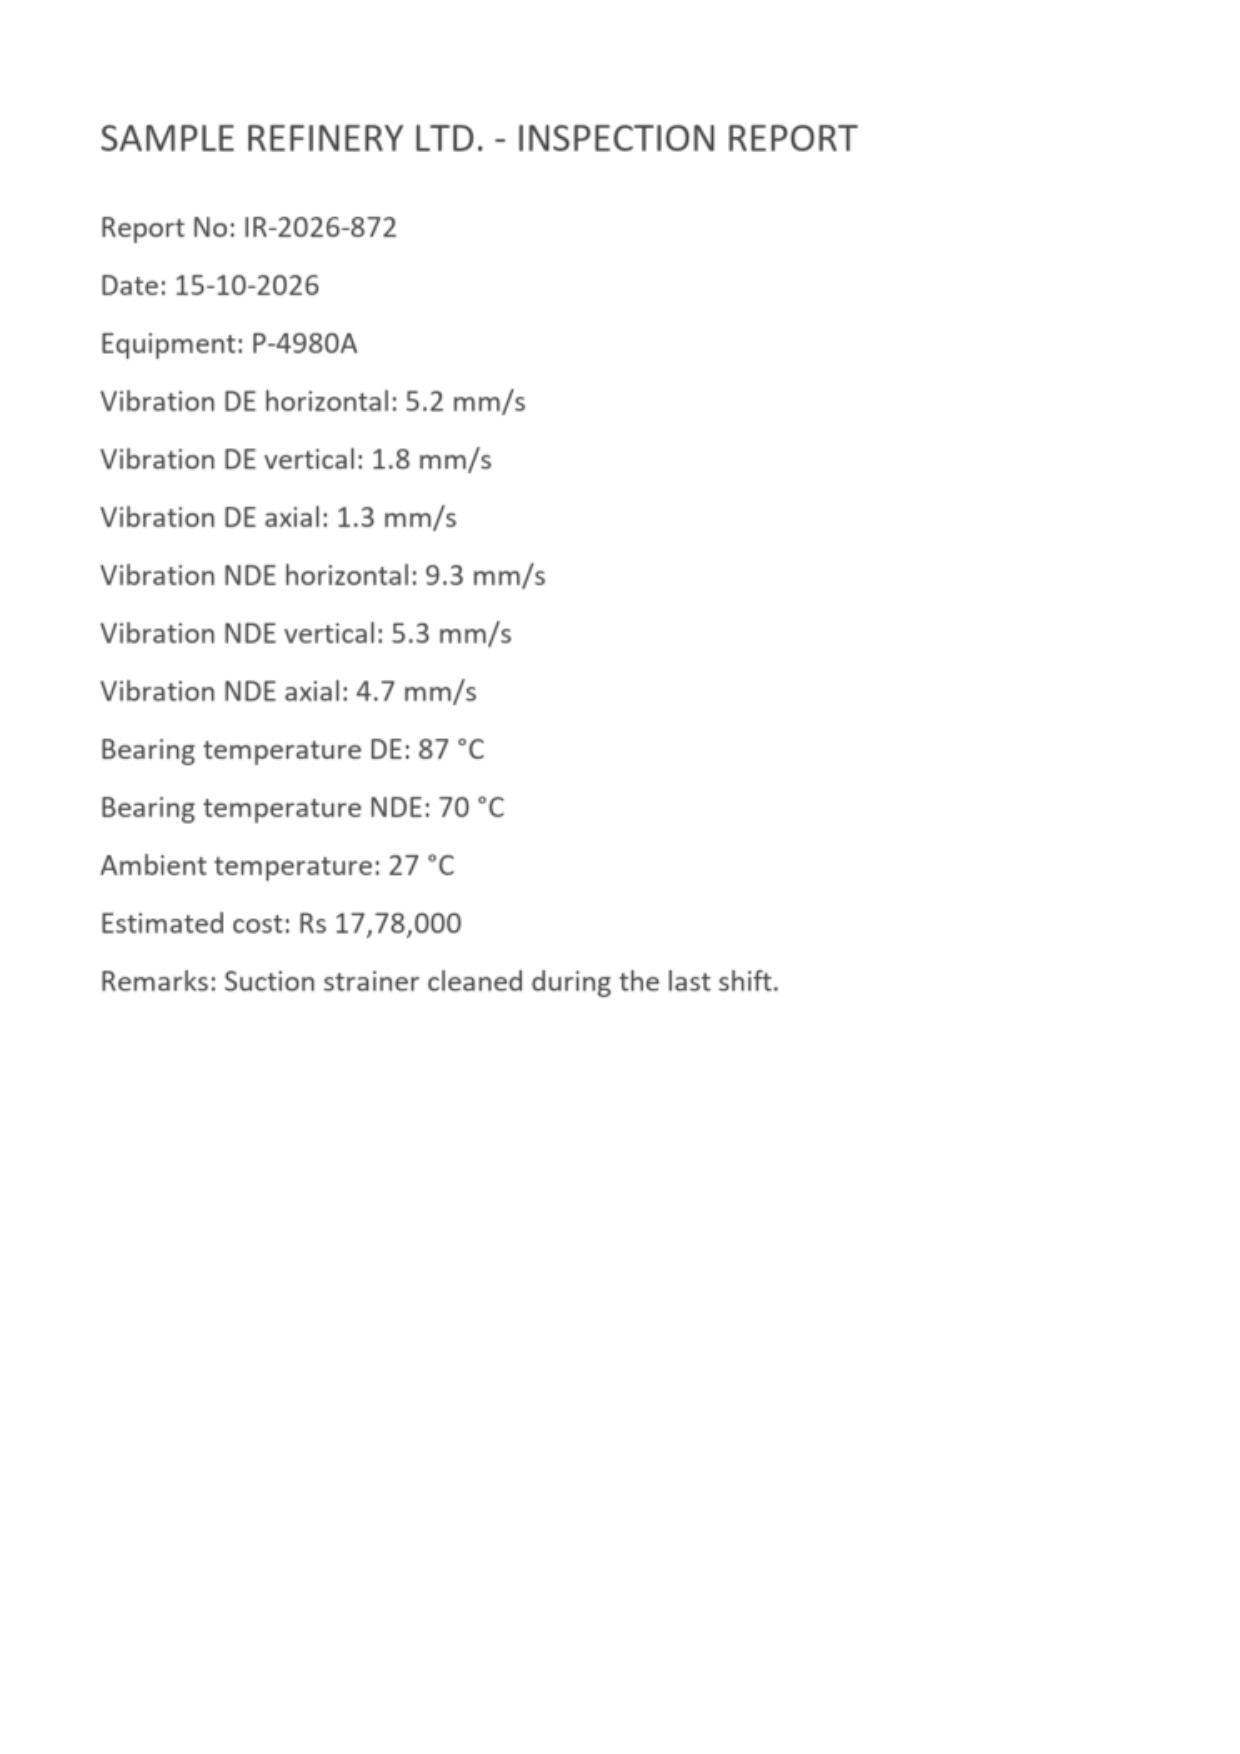 SAMPLE REFINERY LTD. - INSPECTION REPORT
Report No: IR-2026-872
Date: 15-10-2026
Equipment: P-4980A
Vibration DE horizontal: 5.2 mm/s
Vibration DE vertical: 1.8 mm/s
Vibration DE axial: 1.3 mm/s
Vibration NDE horizontal: 9.3 mm/s
Vibration NDE vertical: 5.3 mm/s
Vibration NDE axial: 4.7 mm/s
Bearing temperature DE: 87 °C
Bearing temperature NDE: 70 °C
Ambient temperature: 27 °C
Estimated cost: Rs 17,78,000
Remarks: Suction strainer cleaned during the last shift.